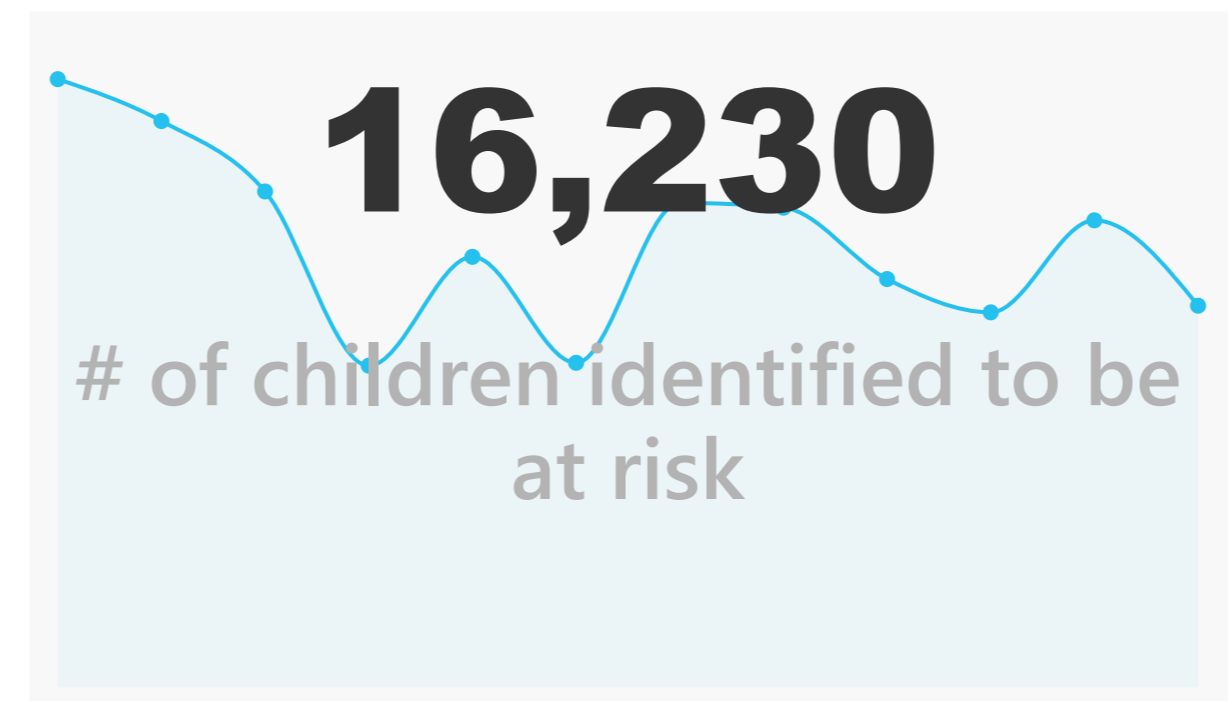 16,230
# of children identified to be
at risk